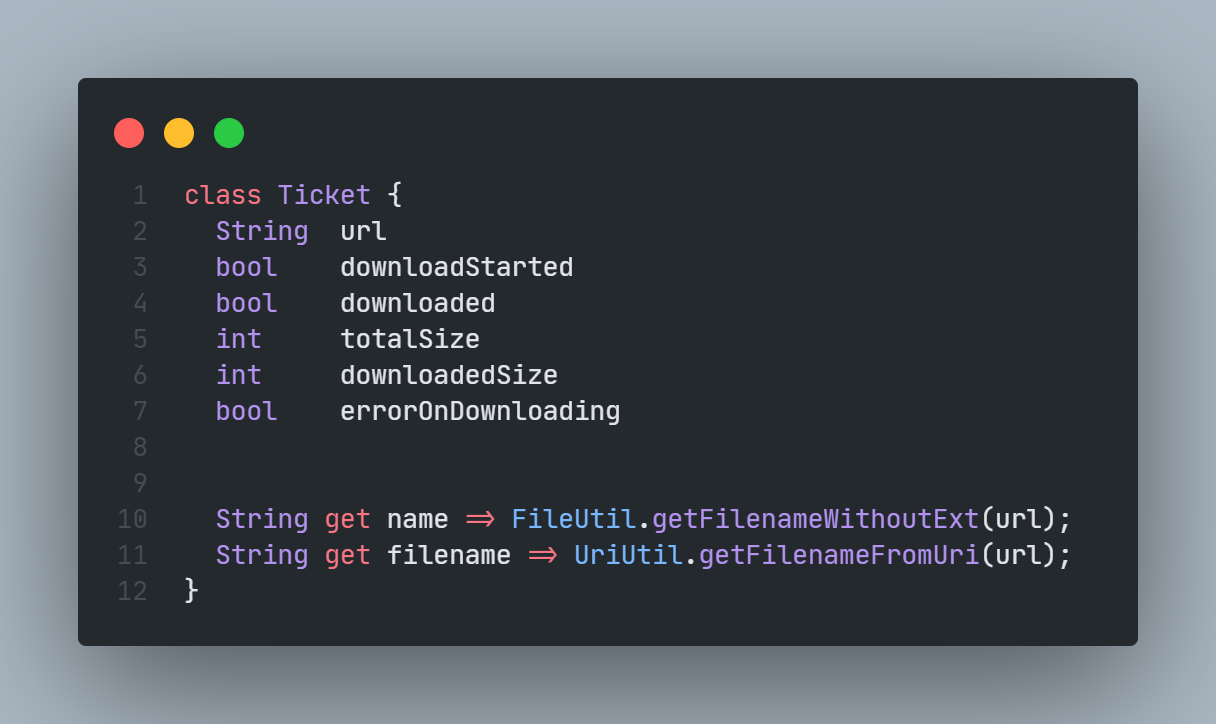 1 class Ticket {
2   String  url
3   bool    downloadStarted
4   bool    downloaded
5   int     totalSize
6   int     downloadedSize
7   bool    errorOnDownloading
8
9
10   String get name => FileUtil.getFilenameWithoutExt(url);
11   String get filename => UriUtil.getFilenameFromUri(url);
12 }